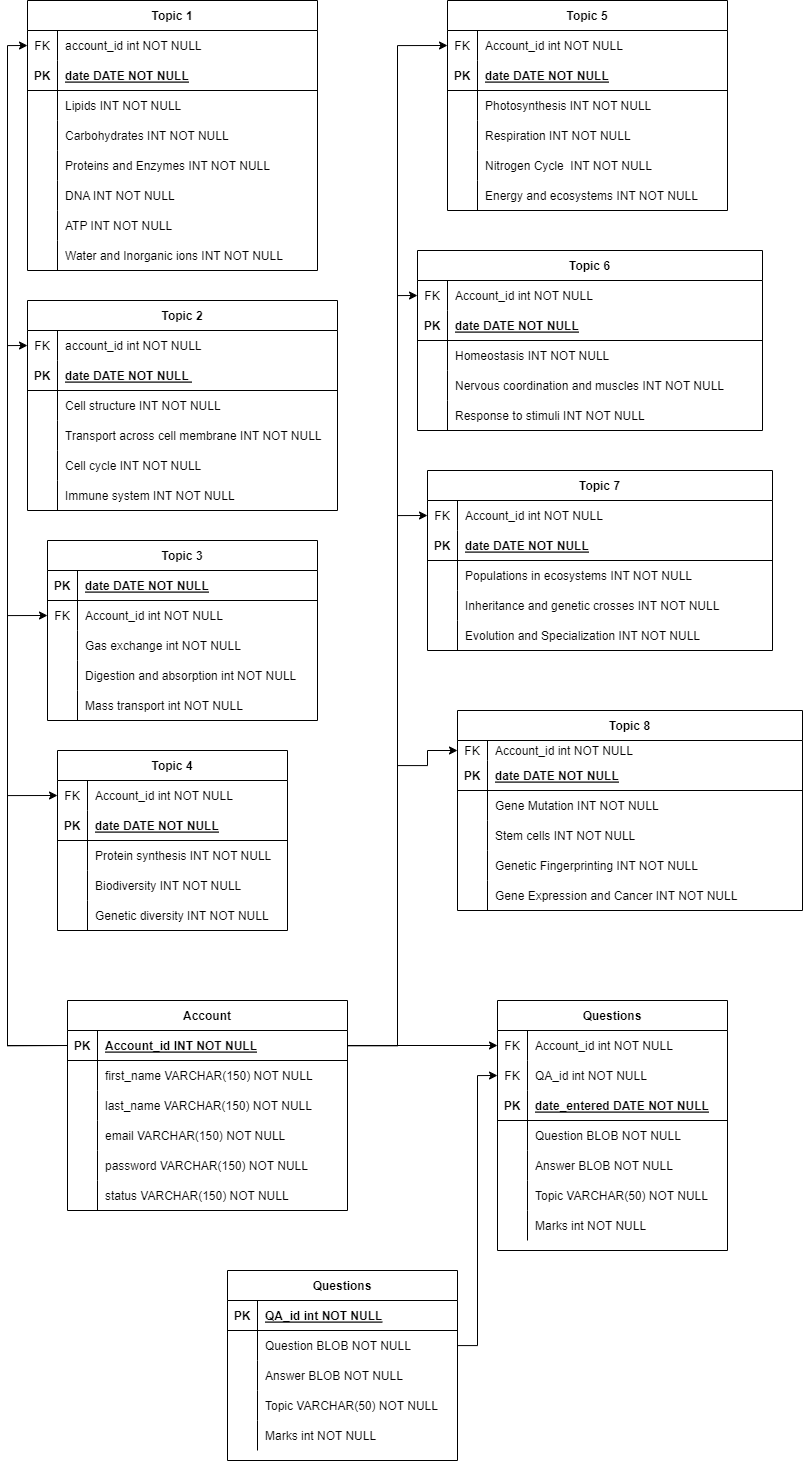 Topic 1
FK account_id int NOT NULL
PK date DATE NOT NULL
Lipids INT NOT NULL
Carbohydrates INT NOT NULL
Proteins and Enzymes INT NOT NULL
DNA INT NOT NULL
ATP INT NOT NULL
Water and Inorganic ions INT NOT NULL
Topic 2
FK account_id int NOT NULL
PK date DATE NOT NULL
Cell structure INT NOT NULL
Transport across cell membrane INT NOT NULL
Cell cycle INT NOT NULL
Immune system INT NOT NULL
Topic 3
PK date DATE NOT NULL
FK Account_id int NOT NULL
Gas exchange int NOT NULL
Digestion and absorption int NOT NULL
Mass transport int NOT NULL
Topic 4
FK Account_id int NOT NULL
PK date DATE NOT NULL
Protein synthesis INT NOT NULL
Biodiversity INT NOT NULL
Genetic diversity INT NOT NULL
Topic 5
FK Account_id int NOT NULL
PK date DATE NOT NULL
Photosynthesis INT NOT NULL
Respiration INT NOT NULL
Nitrogen Cycle INT NOT NULL
Energy and ecosystems INT NOT NULL
Topic 6
FK Account_id int NOT NULL
PK date DATE NOT NULL
Homeostasis INT NOT NULL
Nervous coordination and muscles INT NOT NULL
Response to stimuli INT NOT NULL
Topic 7
FK Account_id int NOT NULL
PK date DATE NOT NULL
Populations in ecosystems INT NOT NULL
Inheritance and genetic crosses INT NOT NULL
Evolution and Specialization INT NOT NULL
Topic 8
FK Account_id int NOT NULL
PK date DATE NOT NULL
Gene Mutation INT NOT NULL
Stem cells INT NOT NULL
Genetic Fingerprinting INT NOT NULL
Gene Expression and Cancer INT NOT NULL
Account
PK Account_id INT NOT NULL
first_name VARCHAR(150) NOT NULL
last_name VARCHAR(150) NOT NULL
email VARCHAR(150) NOT NULL
password VARCHAR(150) NOT NULL
status VARCHAR(150) NOT NULL
Questions
FK Account_id int NOT NULL
FK QA_id int NOT NULL
PK date_entered DATE NOT NULL
Question BLOB NOT NULL
Answer BLOB NOT NULL
Topic VARCHAR(50) NOT NULL
Marks int NOT NULL
Questions
PK QA_id int NOT NULL
Question BLOB NOT NULL
Answer BLOB NOT NULL
Topic VARCHAR(50) NOT NULL
Marks int NOT NULL